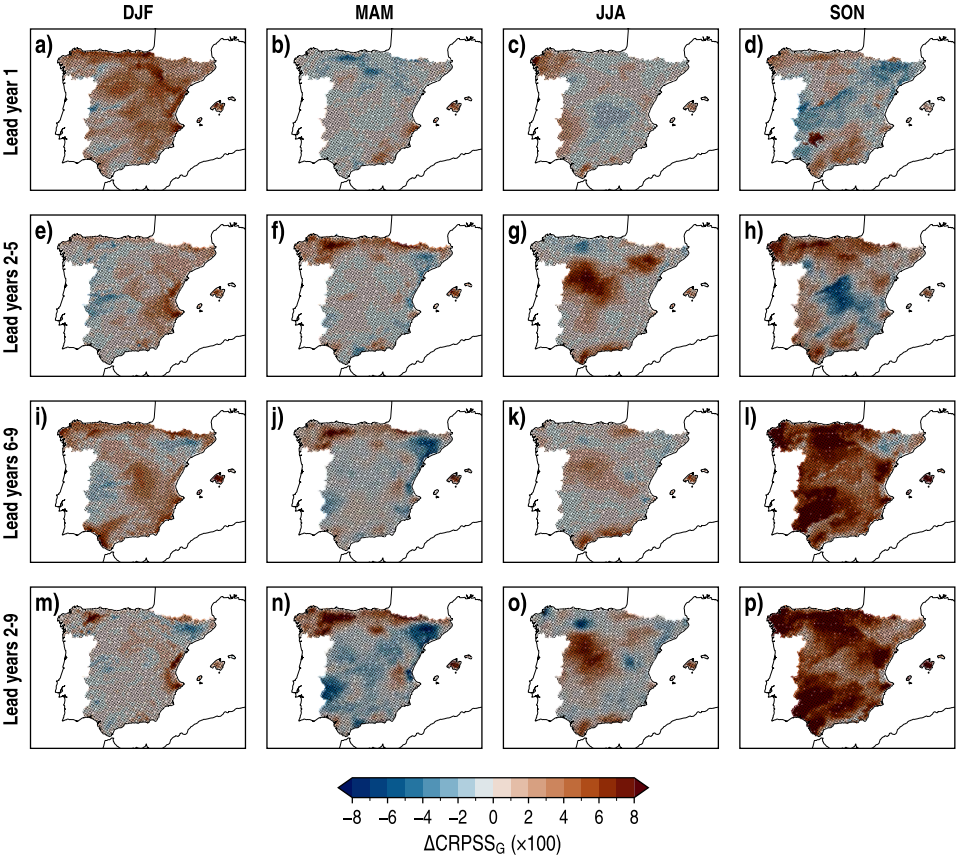 DJF MAM JJA SON
Lead year 1
a) b) c) d)
Lead years 2-5
e) f) g) h)
Lead years 6-9
i) j) k) l)
Lead years 2-9
m) n) o) p)
−8 −6 −4 −2 0 2 4 6 8
ΔCRPSS_G (×100)